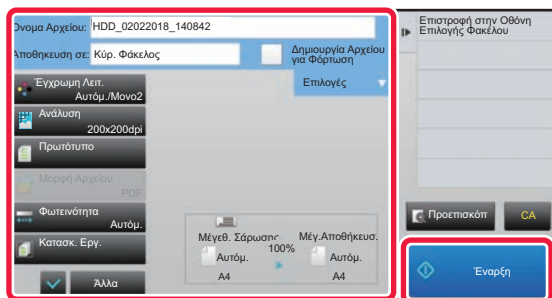 Όνομα Αρχείου: HDD_02022018_140842
Αποθηκευση σε: Κύρ. Φάκελος
Δημιουργία Αρχείου
για Φόρτωση
Επιλογές
Έγχρωμη Λειτ.
Αυτόμ./Μονο2
Ανάλυση
200x200dpi
Πρωτότυπο
Μορφή Αρχείου
PDF
Φωτεινότητα
Αυτόμ.
Κατασκ. Εργ.
Άλλα
Μέγεθ. Σάρωσης
100%
Μέγ.Αποθήκευσ.
Αυτόμ.
A4
Αυτόμ.
A4
Επιστροφή στην Οθόνη
Επιλογής Φακέλου
Προεπισκόπ
CA
Έναρξη